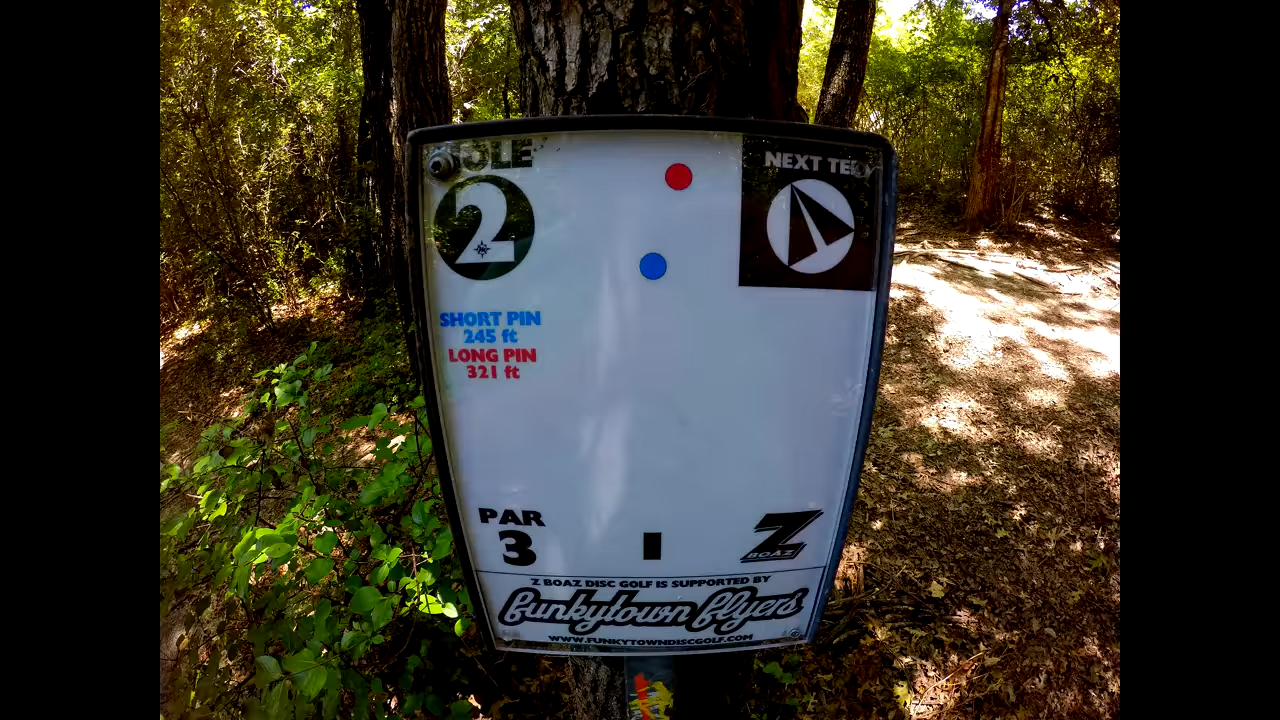 HOLE
2
NEXT TEE
SHORT PIN
245 ft
LONG PIN
321 ft
PAR
3
Z
BOAZ
Z BOAZ DISC GOLF IS SUPPORTED BY
funkytown flyers
WWW.FUNKYTOWNDISCGOLF.COM